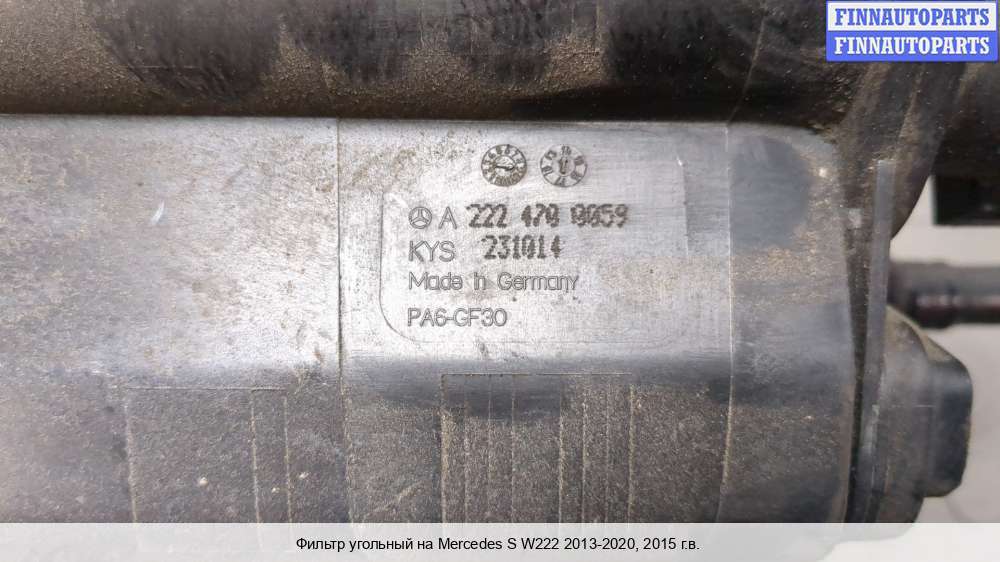 FINNAUTOPARTS
FINNAUTOPARTS
A 222 470 0059
KYS 231014
Made in Germany
PA6-GF30
Фильтр угольный на Mercedes S W222 2013-2020, 2015 г.в.